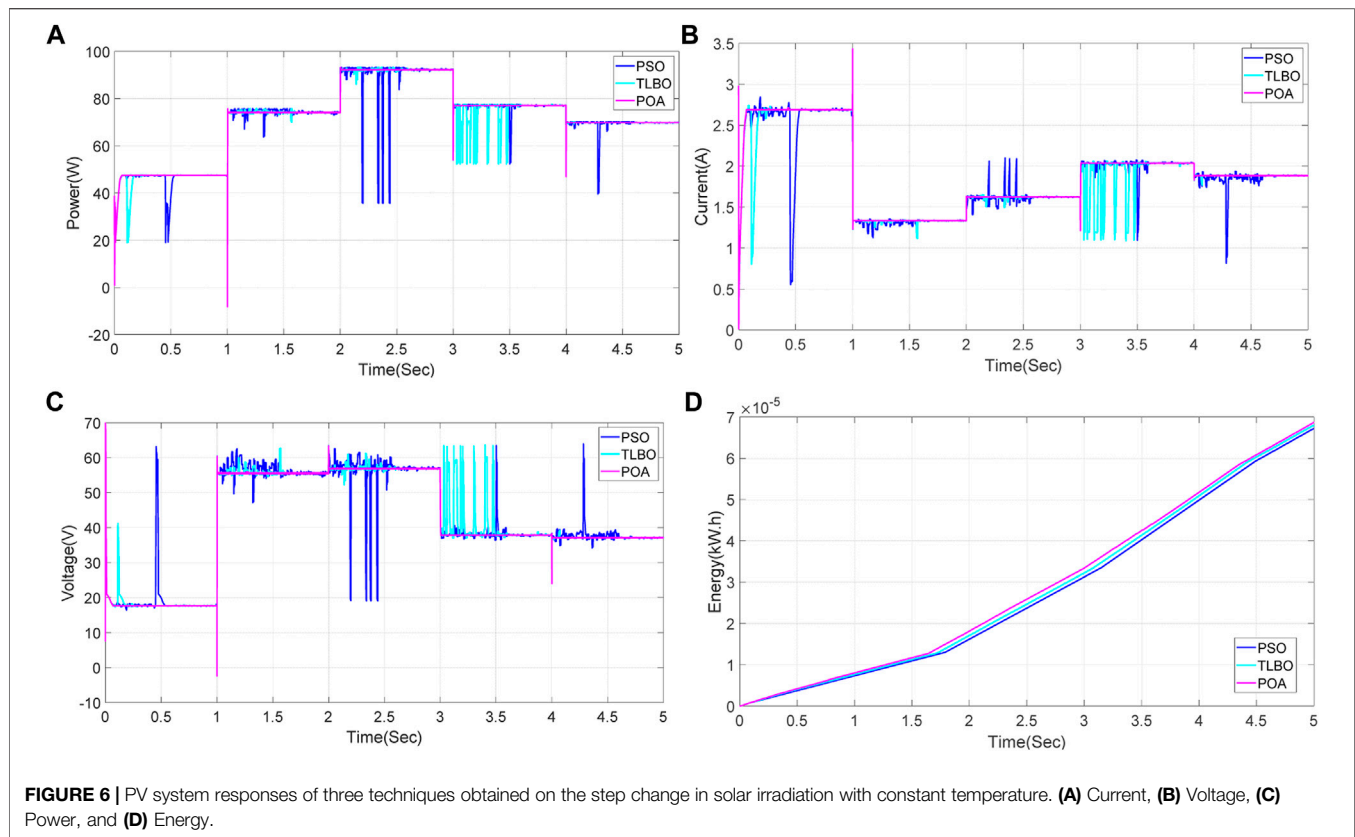 A
100
80
60
40
20
0
-20
Power(W)
0 0.5 1 1.5 2 2.5 3 3.5 4 4.5 5
Time(Sec)
PSO
TLBO
POA
B
3.5
3
2.5
2
1.5
1
0.5
0
Current(A)
0 0.5 1 1.5 2 2.5 3 3.5 4 4.5 5
Time(Sec)
PSO
TLBO
POA
C
70
60
50
40
30
20
10
0
-10
Voltage(V)
0 0.5 1 1.5 2 2.5 3 3.5 4 4.5 5
Time(Sec)
PSO
TLBO
POA
D
×10⁻⁵
7
6
5
4
3
2
1
0
Energy(kW.h)
0 0.5 1 1.5 2 2.5 3 3.5 4 4.5 5
Time(Sec)
PSO
TLBO
POA
FIGURE 6 | PV system responses of three techniques obtained on the step change in solar irradiation with constant temperature. (A) Current, (B) Voltage, (C)
Power, and (D) Energy.